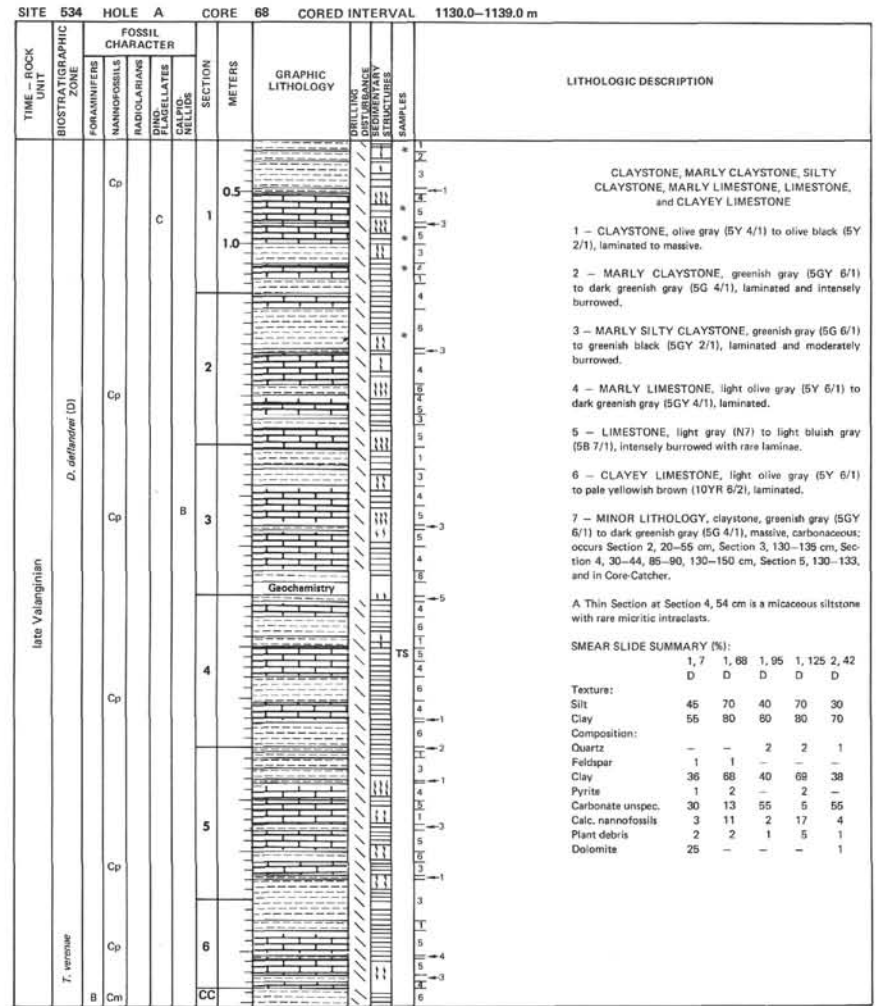 SITE 534 HOLE A CORE 68 CORED INTERVAL 1130.0–1139.0 m
TIME – ROCK UNIT
BIOSTRATIGRAPHIC ZONE
FOSSIL CHARACTER
FORAMINIFERS
NANNOFOSSILS
RADIOLARIANS
DINO-FLAGELLATES
CALPIO-NELLIDS
SECTION
METERS
GRAPHIC LITHOLOGY
DRILLING DISTURBANCE
SEDIMENTARY STRUCTURES
SAMPLES
LITHOLOGIC DESCRIPTION
late Valanginian
D. deflandrei (D)
T. verenae
Cp
Cp
Cp
Cp
Cp
Cp
B Cm
C
B
1
2
3
4
5
6
CC
0.5
1.0
Geochemistry
TS
CLAYSTONE, MARLY CLAYSTONE, SILTY
CLAYSTONE, MARLY LIMESTONE, LIMESTONE,
and CLAYEY LIMESTONE
1 – CLAYSTONE, olive gray (5Y 4/1) to olive black (5Y
2/1), laminated to massive.
2 – MARLY CLAYSTONE, greenish gray (5GY 6/1)
to dark greenish gray (5G 4/1), laminated and intensely
burrowed.
3 – MARLY SILTY CLAYSTONE, greenish gray (5G 6/1)
to greenish black (5GY 2/1), laminated and moderately
burrowed.
4 – MARLY LIMESTONE, light olive gray (5Y 6/1) to
dark greenish gray (5GY 4/1), laminated.
5 – LIMESTONE, light gray (N7) to light bluish gray
(5B 7/1), intensely burrowed with rare laminae.
6 – CLAYEY LIMESTONE, light olive gray (5Y 6/1)
to pale yellowish brown (10YR 6/2), laminated.
7 – MINOR LITHOLOGY, claystone, greenish gray (5GY
6/1) to dark greenish gray (5G 4/1), massive, carbonaceous;
occurs Section 2, 20–55 cm, Section 3, 130–135 cm, Sec-
tion 4, 30–44, 85–90, 130–150 cm, Section 5, 130–133,
and in Core-Catcher.
A Thin Section at Section 4, 54 cm is a micaceous siltstone
with rare micritic intraclasts.
SMEAR SLIDE SUMMARY (%):
1, 7 1, 68 1, 95 1, 125 2, 42
D D D D D
Texture:
Silt 45 70 40 70 30
Clay 55 80 60 80 70
Composition:
Quartz – – 2 2 1
Feldspar 1 1 – – –
Clay 36 68 40 69 38
Pyrite 1 2 – 2 –
Carbonate unspec. 30 13 55 5 55
Calc. nannofossils 3 11 2 17 4
Plant debris 2 2 1 5 1
Dolomite 25 – – – 1